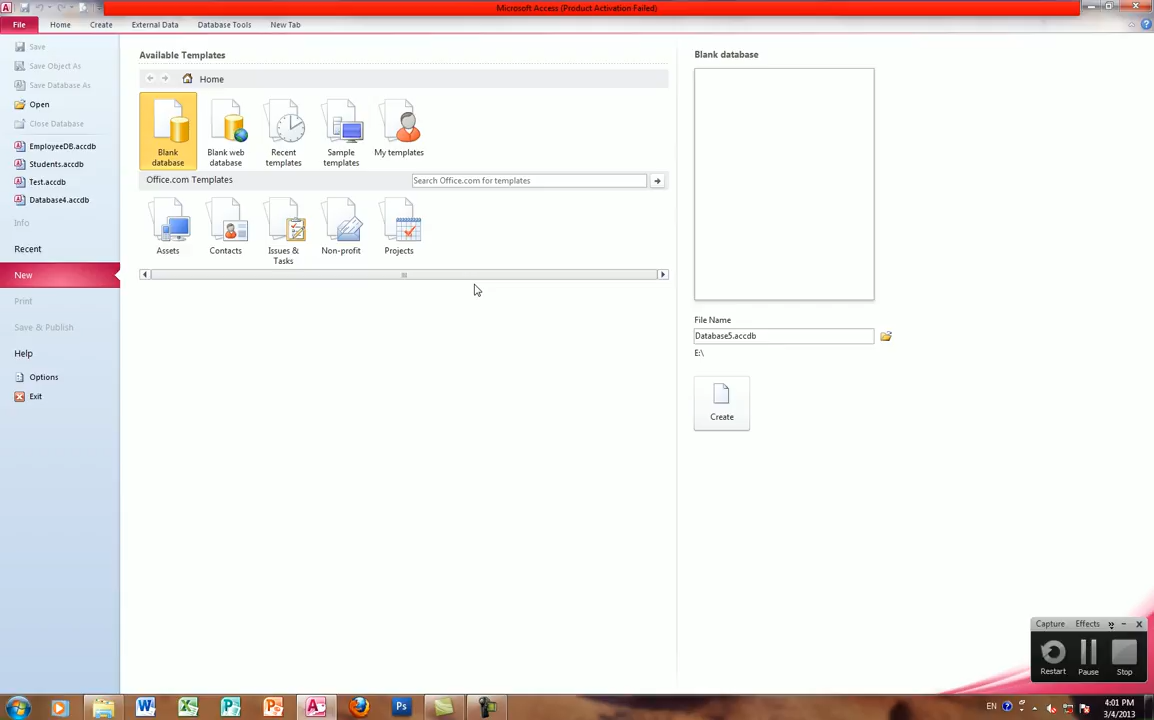 Microsoft Access (Product Activation Failed)
File Home Create External Data Database Tools New Tab
Save
Save Object As
Save Database As
Open
Close Database
EmployeeDB.accdb
Students.accdb
Test.accdb
Database4.accdb
Info
Recent
New
Print
Save & Publish
Help
Options
Exit
Available Templates
Home
Blank database
Blank web database
Recent templates
Sample templates
My templates
Office.com Templates
Search Office.com for templates
Assets
Contacts
Issues & Tasks
Non-profit
Projects
Blank database
File Name
Database5.accdb
E:\
Create
Capture Effects
Restart Pause Stop
EN
4:01 PM
3/4/2013